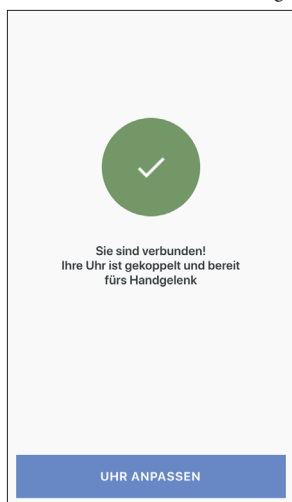 Sie sind verbunden!
Ihre Uhr ist gekoppelt und bereit
fürs Handgelenk
UHR ANPASSEN